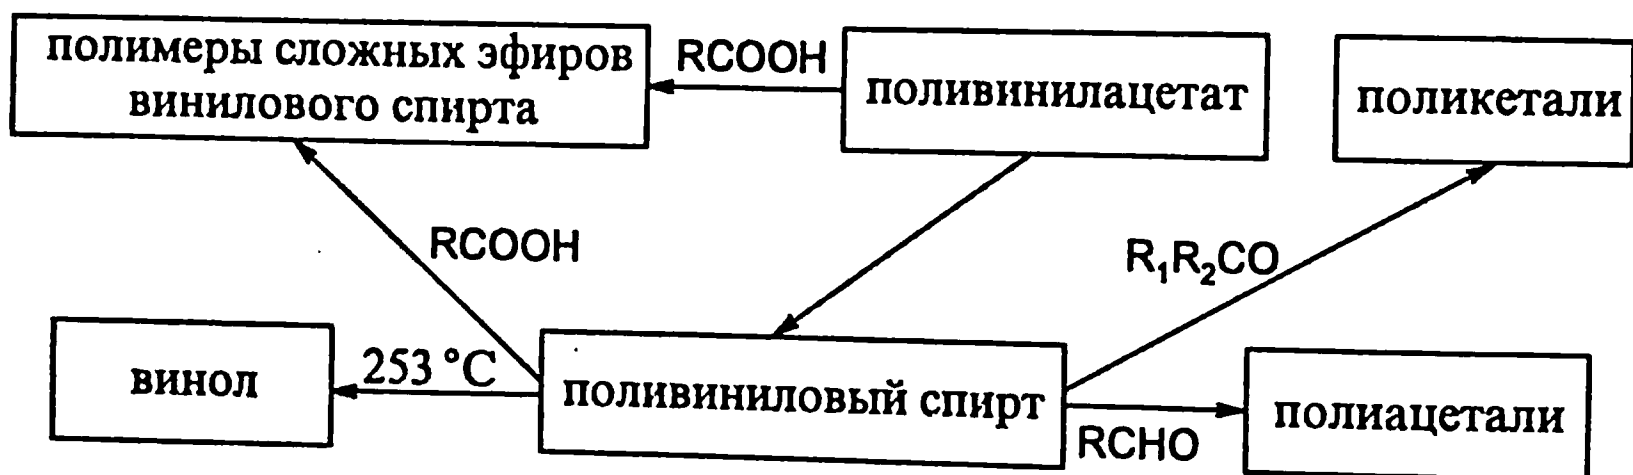 полимеры сложных эфиров
винилового спирта
RCOOH
поливинилацетат
поликетали
RCOOH
R₁R₂CO
винол
253 °C
поливиниловый спирт
RCHO
полиацетали